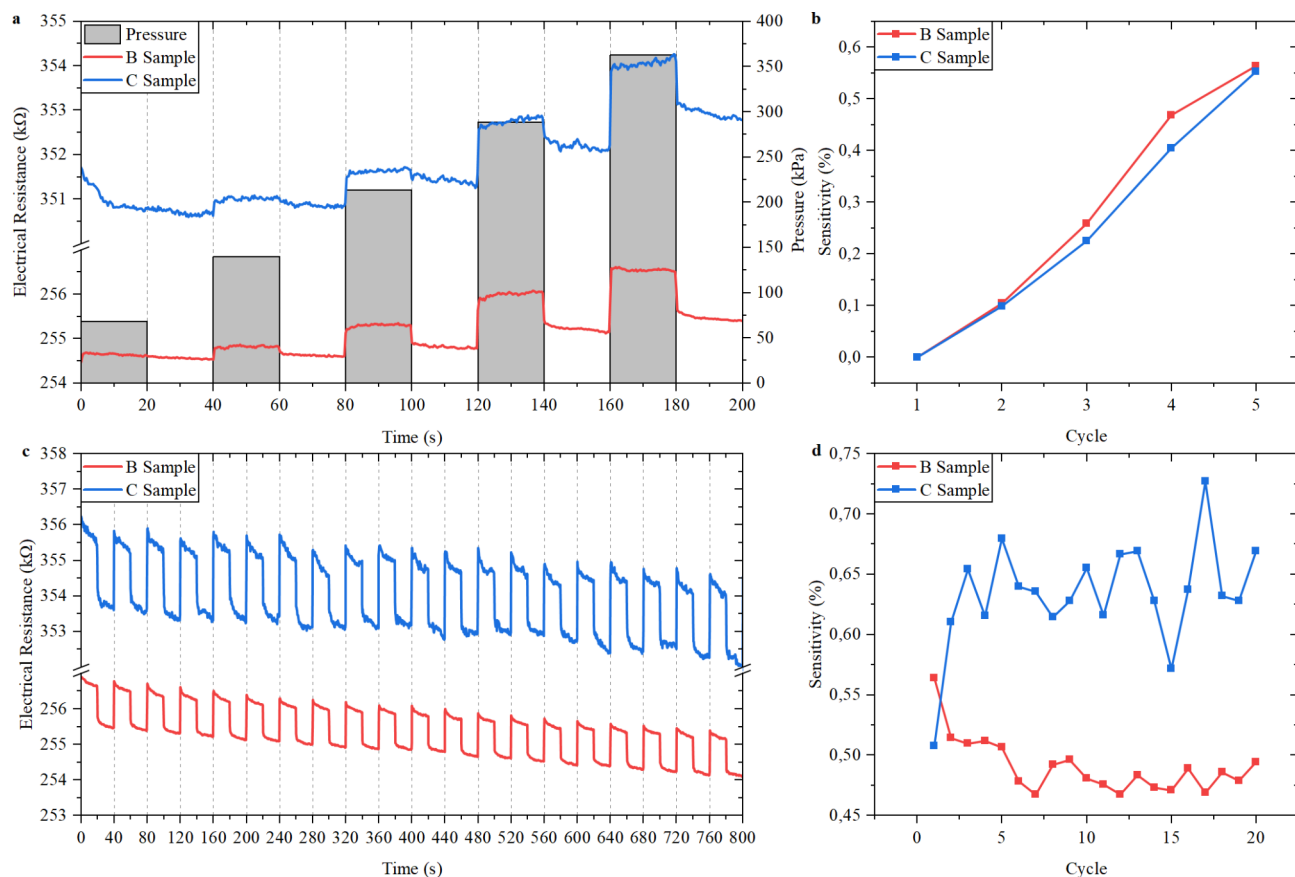 a
Pressure
B Sample
C Sample
355
354
353
352
351
256
255
254
Electrical Resistance (kΩ)
400
350
300
250
200
150
100
50
0
Pressure (kPa)
0 20 40 60 80 100 120 140 160 180 200
Time (s)
b
B Sample
C Sample
0,6
0,5
0,4
0,3
0,2
0,1
0,0
Sensitivity (%)
1 2 3 4 5
Cycle
c
B Sample
C Sample
358
357
356
355
354
353
256
255
254
253
Electrical Resistance (kΩ)
0 40 80 120 160 200 240 280 320 360 400 440 480 520 560 600 640 680 720 760 800
Time (s)
d
B Sample
C Sample
0,75
0,70
0,65
0,60
0,55
0,50
0,45
Sensitivity (%)
0 5 10 15 20
Cycle